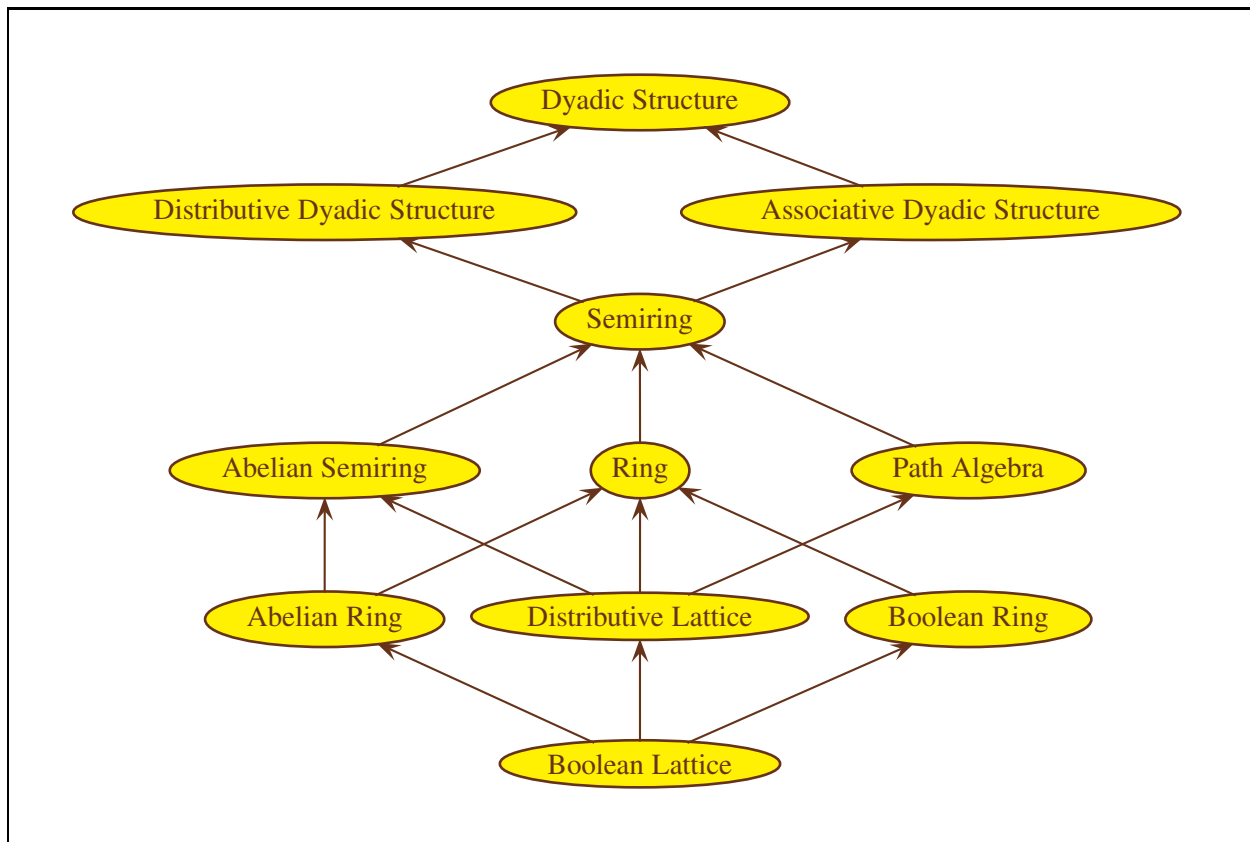 Dyadic Structure
Distributive Dyadic Structure
Associative Dyadic Structure
Semiring
Abelian Semiring
Ring
Path Algebra
Abelian Ring
Distributive Lattice
Boolean Ring
Boolean Lattice